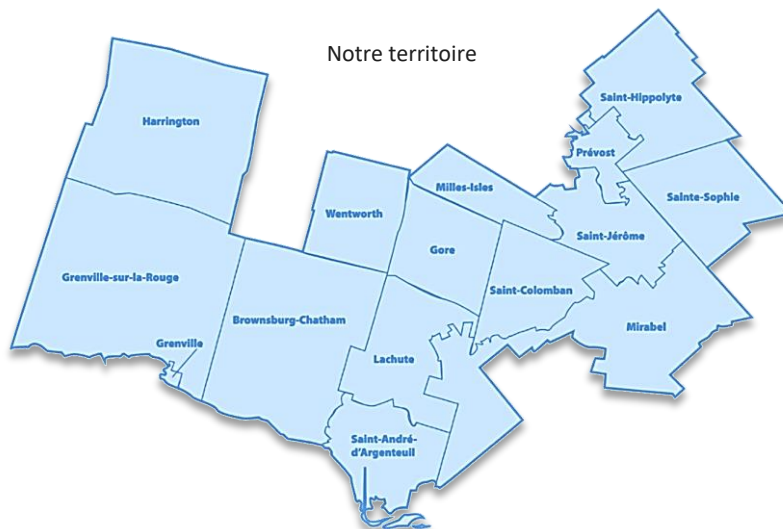 Notre territoire
Saint-Hippolyte
Harrington
Prévost
Milles-Isles
Sainte-Sophie
Wentworth
Saint-Jérôme
Gore
Grenville-sur-la-Rouge
Saint-Colomban
Brownsburg-Chatham
Mirabel
Grenville
Lachute
Saint-André-
d'Argenteuil